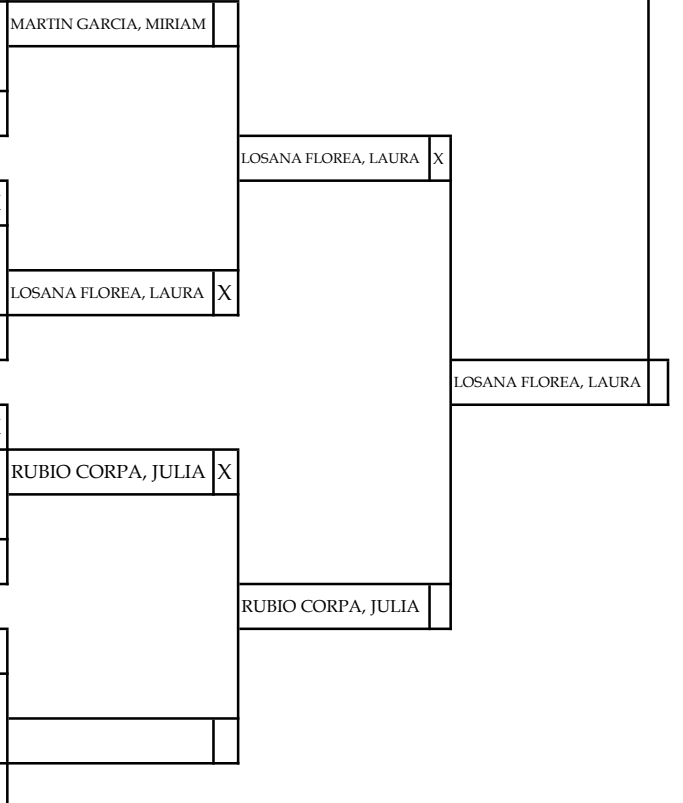 MARTIN GARCIA, MIRIAM
LOSANA FLOREA, LAURA X
LOSANA FLOREA, LAURA X
LOSANA FLOREA, LAURA
RUBIO CORPA, JULIA X
RUBIO CORPA, JULIA